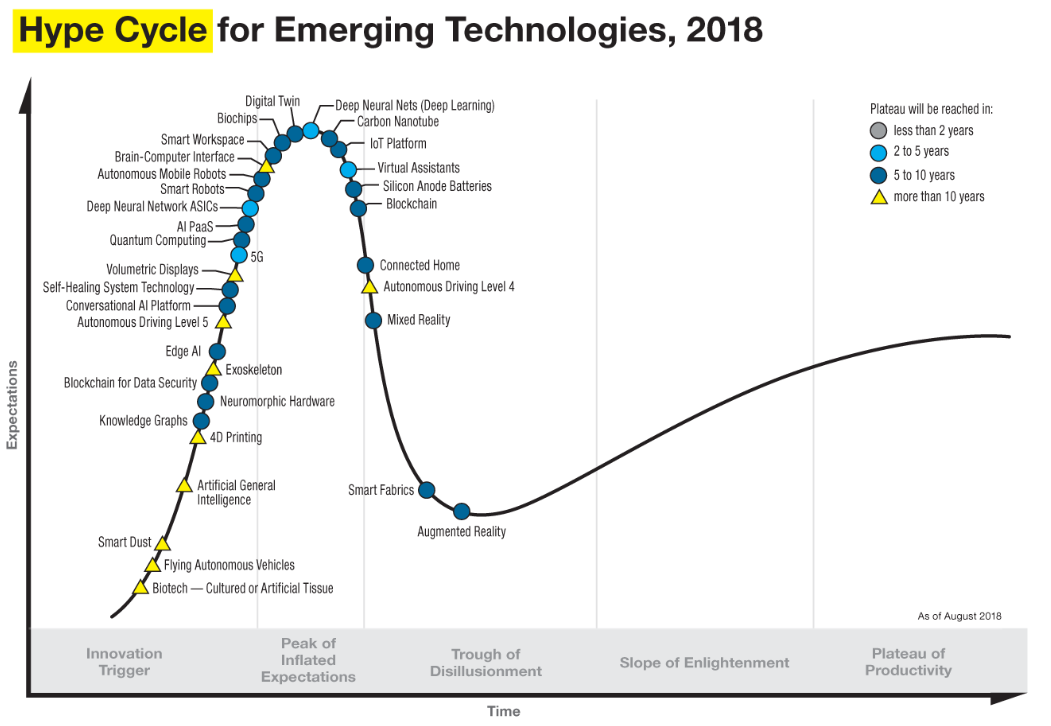 Hype Cycle for Emerging Technologies, 2018
Plateau will be reached in:
less than 2 years
2 to 5 years
5 to 10 years
more than 10 years
Expectations
Digital Twin
Biochips
Smart Workspace
Brain-Computer Interface
Autonomous Mobile Robots
Smart Robots
Deep Neural Network ASICs
AI PaaS
Quantum Computing
5G
Volumetric Displays
Self-Healing System Technology
Conversational AI Platform
Autonomous Driving Level 5
Edge AI
Exoskeleton
Blockchain for Data Security
Neuromorphic Hardware
Knowledge Graphs
4D Printing
Artificial General
Intelligence
Smart Dust
Flying Autonomous Vehicles
Biotech — Cultured or Artificial Tissue
Deep Neural Nets (Deep Learning)
Carbon Nanotube
IoT Platform
Virtual Assistants
Silicon Anode Batteries
Blockchain
Connected Home
Autonomous Driving Level 4
Mixed Reality
Smart Fabrics
Augmented Reality
As of August 2018
Innovation
Trigger
Peak of
Inflated
Expectations
Trough of
Disillusionment
Slope of Enlightenment
Plateau of
Productivity
Time